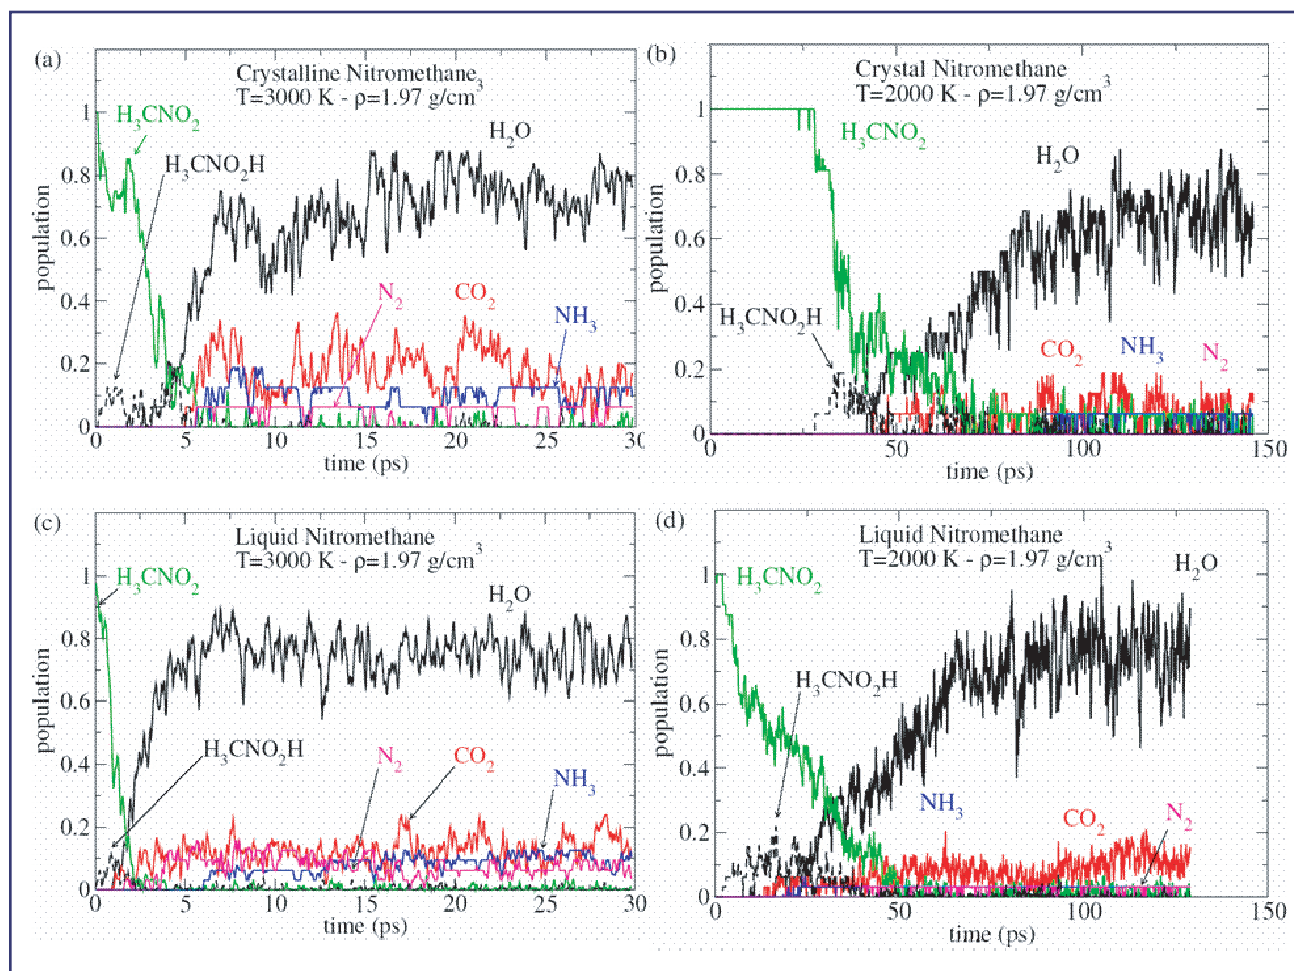 (a)
Crystalline Nitromethane
T=3000 K - ρ=1.97 g/cm³
H₃CNO₂
H₃CNO₂H
H₂O
N₂
CO₂
NH₃
population
1
0.8
0.6
0.4
0.2
0
0 5 10 15 20 25 30
time (ps)
(b)
Crystal Nitromethane
T=2000 K - ρ=1.97 g/cm³
H₃CNO₂
H₂O
H₃CNO₂H
CO₂
NH₃
N₂
population
1
0.8
0.6
0.4
0.2
0
0 50 100 150
time (ps)
(c)
Liquid Nitromethane
T=3000 K - ρ=1.97 g/cm³
H₃CNO₂
H₂O
H₃CNO₂H
N₂
CO₂
NH₃
population
1
0.8
0.6
0.4
0.2
0
0 5 10 15 20 25 30
time (ps)
(d)
Liquid Nitromethane
T=2000 K - ρ=1.97 g/cm³
H₂O
H₃CNO₂
H₃CNO₂H
NH₃
CO₂
N₂
population
1
0.8
0.6
0.4
0.2
0
0 50 100 150
time (ps)